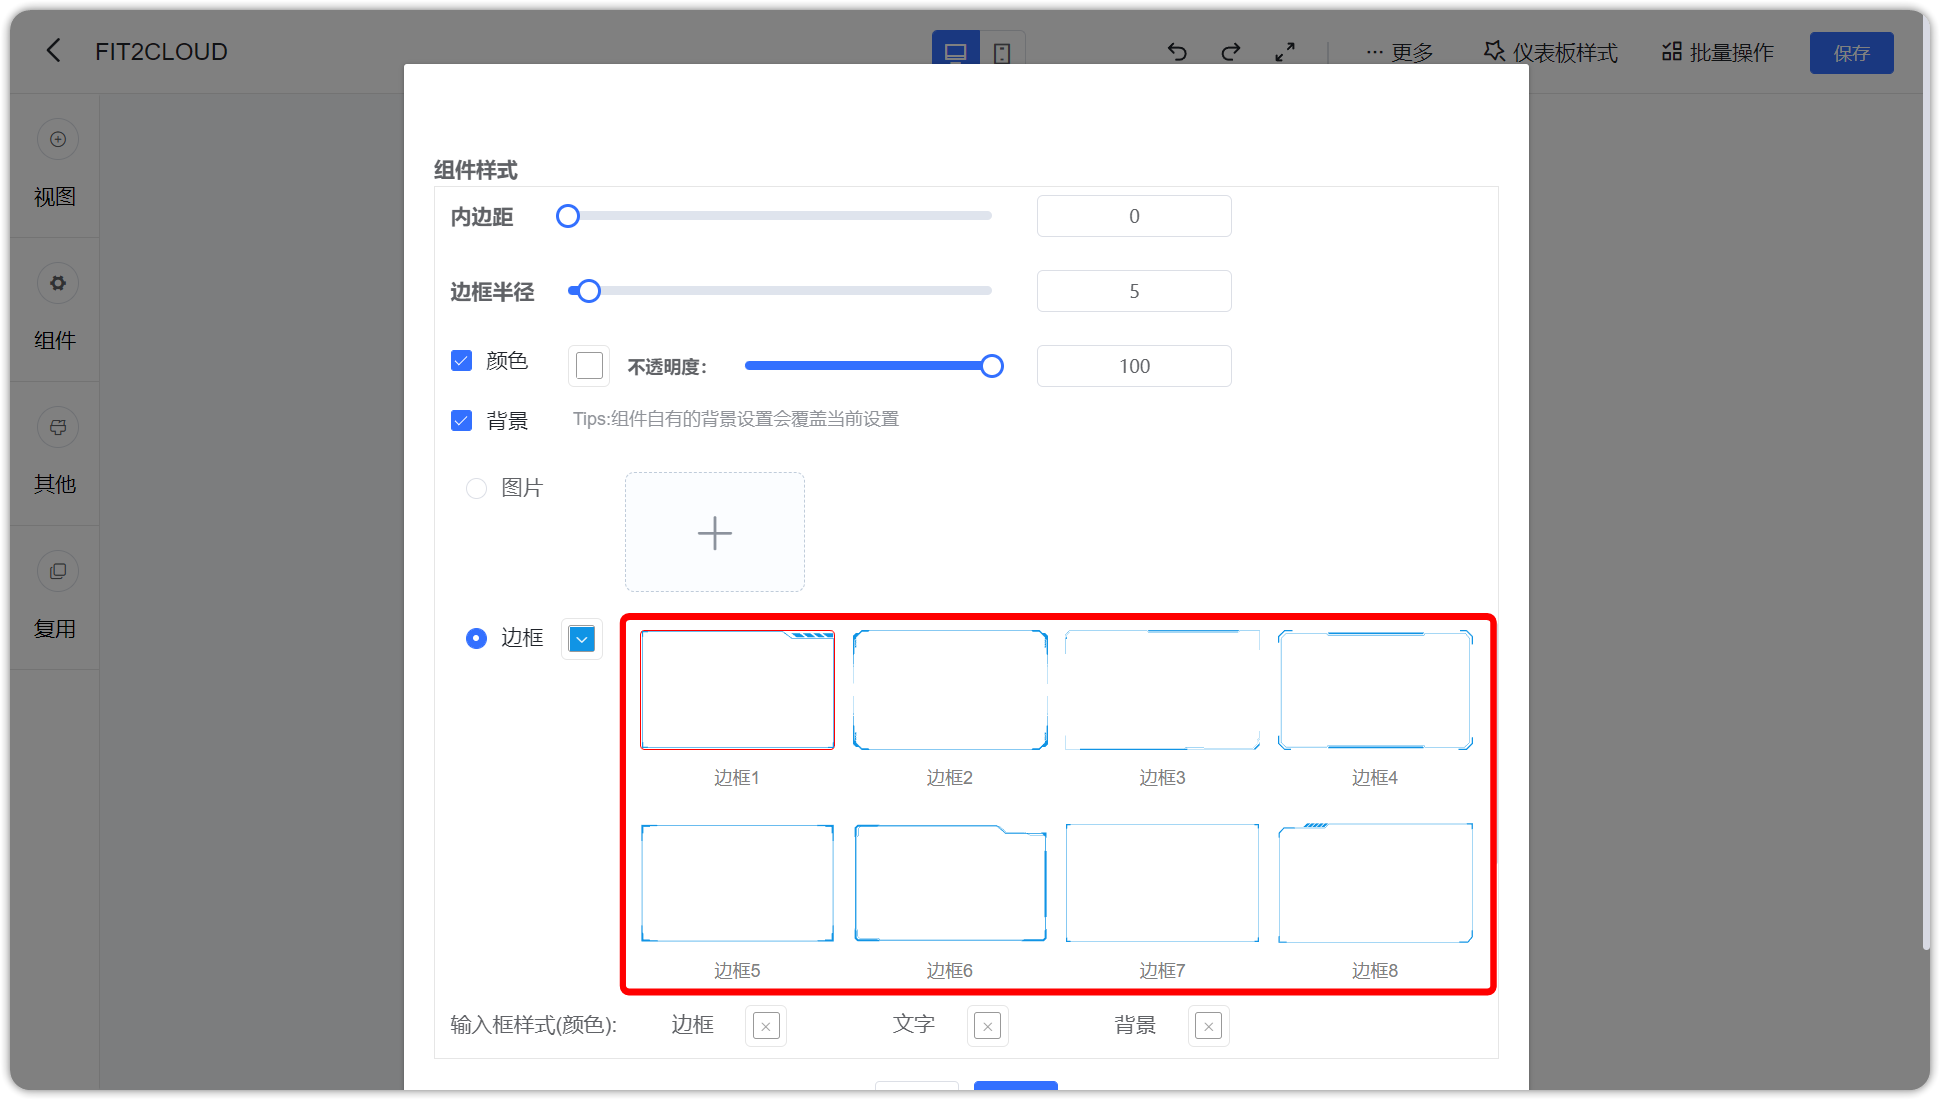 FIT2CLOUD
更多
仪表板样式
批量操作
保存
视图
组件
其他
复用
组件样式
内边距
0
边框半径
5
颜色
不透明度:
100
背景
Tips:组件自有的背景设置会覆盖当前设置
图片
边框
边框1
边框2
边框3
边框4
边框5
边框6
边框7
边框8
输入框样式(颜色):
边框
文字
背景